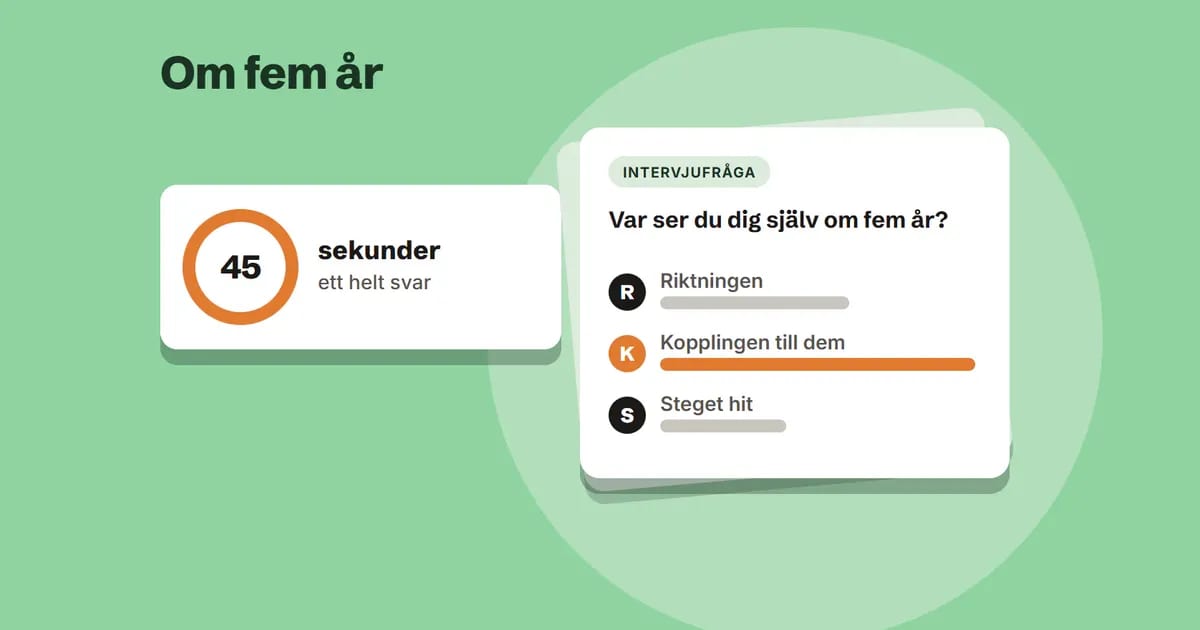 Om fem år
45
sekunder
ett helt svar
INTERVJUFRÅGA
Var ser du dig själv om fem år?
R
Riktningen
K
Kopplingen till dem
S
Steget hit